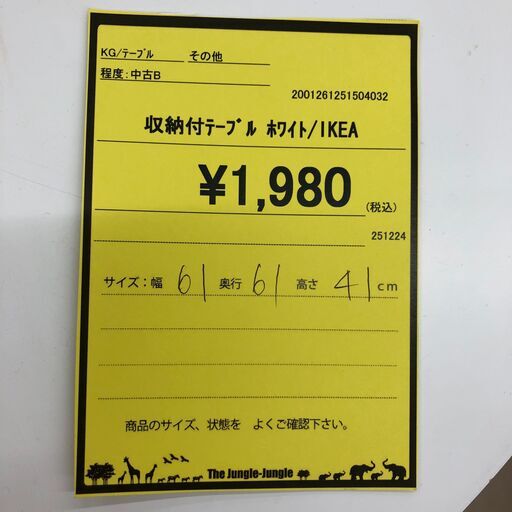 KG/ﾃｰﾌﾞﾙ その他
程度：中古B
2001261251504032
収納付ﾃｰﾌﾞﾙ ﾎﾜｲﾄ/IKEA
¥1,980 (税込)
251224
サイズ：幅 61 奥行 61 高さ 41 cm
商品のサイズ、状態を よくご確認下さい。
The Jungle-Jungle